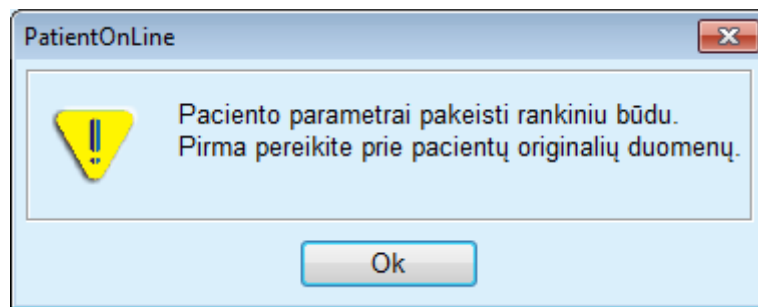 PatientOnLine
Paciento parametrai pakeisti rankiniu būdu.
Pirma pereikite prie pacientų originalių duomenų.
Ok